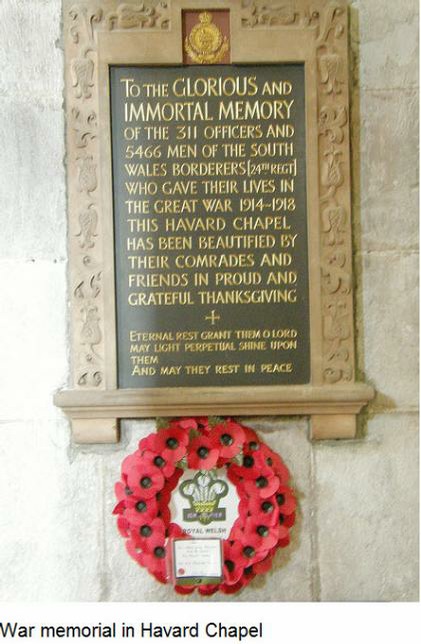 TO THE GLORIOUS AND
IMMORTAL MEMORY
OF THE 311 OFFICERS AND
5466 MEN OF THE SOUTH
WALES BORDERERS [24TH REGT]
WHO GAVE THEIR LIVES IN
THE GREAT WAR 1914~1918
THIS HAVARD CHAPEL
HAS BEEN BEAUTIFIED BY
THEIR COMRADES AND
FRIENDS IN PROUD AND
GRATEFUL THANKSGIVING
ETERNAL REST GRANT THEM O LORD
MAY LIGHT PERPETUAL SHINE UPON
THEM
AND MAY THEY REST IN PEACE
ROYAL WELSH
War memorial in Havard Chapel